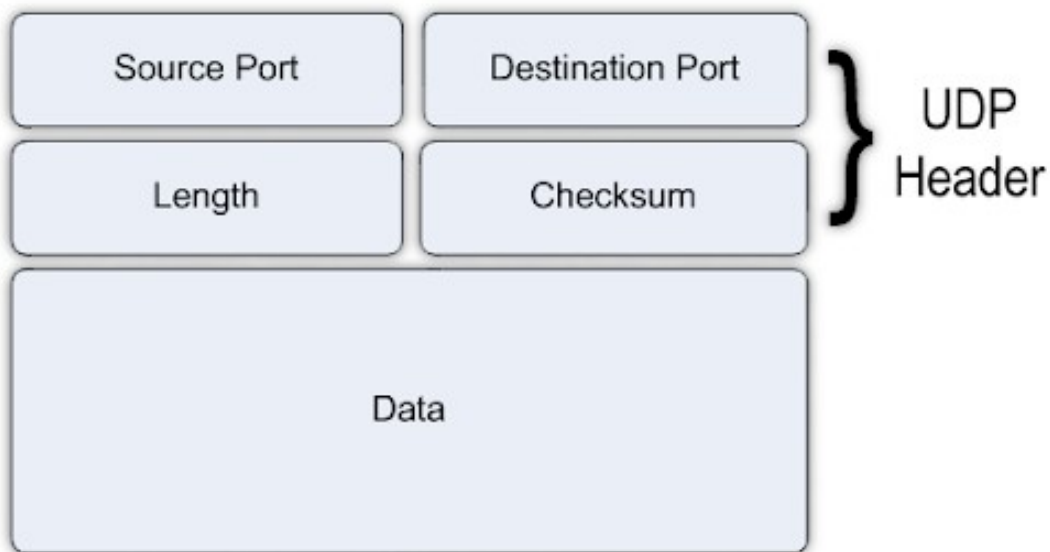 Source Port
Destination Port
UDP
Header
Length
Checksum
Data